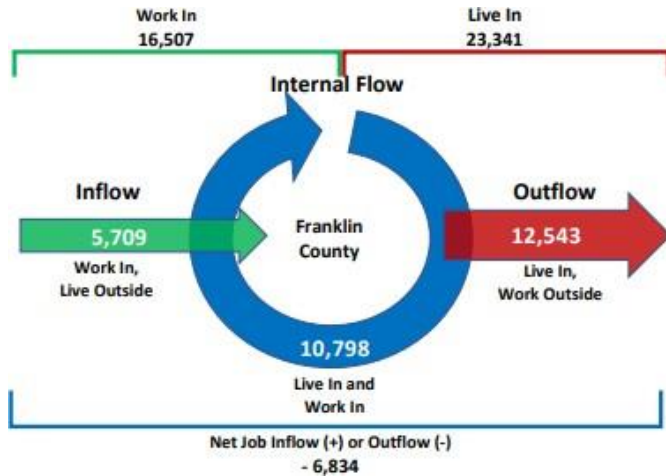 Work In
16,507
Live In
23,341
Internal Flow
Inflow
5,709
Work In,
Live Outside
Franklin
County
Outflow
12,543
Live In,
Work Outside
10,798
Live In and
Work In
Net Job Inflow (+) or Outflow (-)
- 6,834